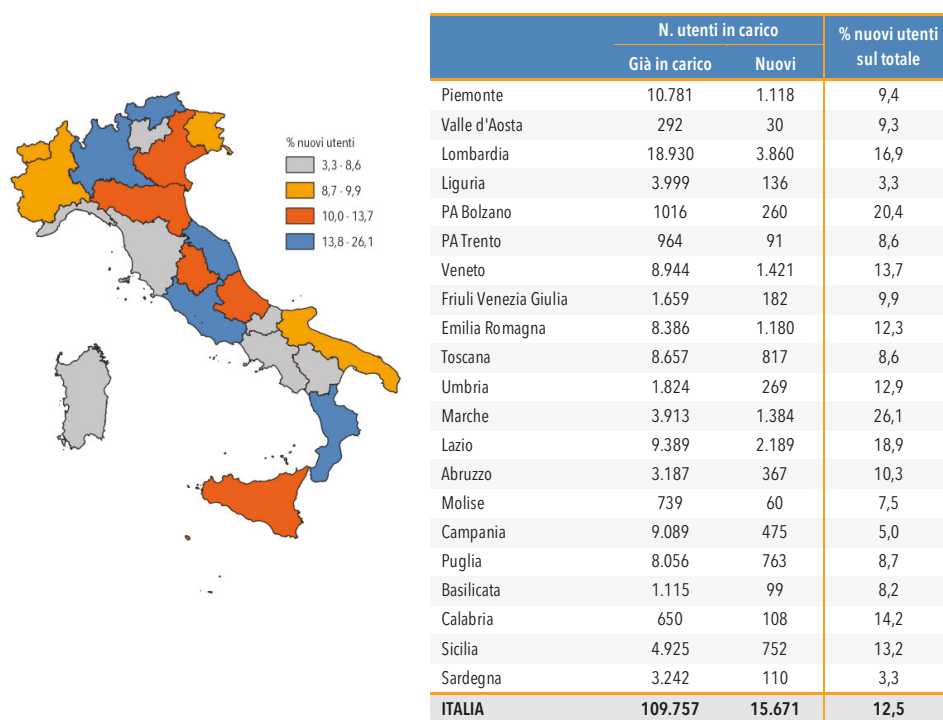 % nuovi utenti
3,3 - 8,6
8,7 - 9,9
10,0 - 13,7
13,8 - 26,1
N. utenti in carico % nuovi utenti sul totale
Già in carico Nuovi
Piemonte 10.781 1.118 9,4
Valle d'Aosta 292 30 9,3
Lombardia 18.930 3.860 16,9
Liguria 3.999 136 3,3
PA Bolzano 1016 260 20,4
PA Trento 964 91 8,6
Veneto 8.944 1.421 13,7
Friuli Venezia Giulia 1.659 182 9,9
Emilia Romagna 8.386 1.180 12,3
Toscana 8.657 817 8,6
Umbria 1.824 269 12,9
Marche 3.913 1.384 26,1
Lazio 9.389 2.189 18,9
Abruzzo 3.187 367 10,3
Molise 739 60 7,5
Campania 9.089 475 5,0
Puglia 8.056 763 8,7
Basilicata 1.115 99 8,2
Calabria 650 108 14,2
Sicilia 4.925 752 13,2
Sardegna 3.242 110 3,3
ITALIA 109.757 15.671 12,5